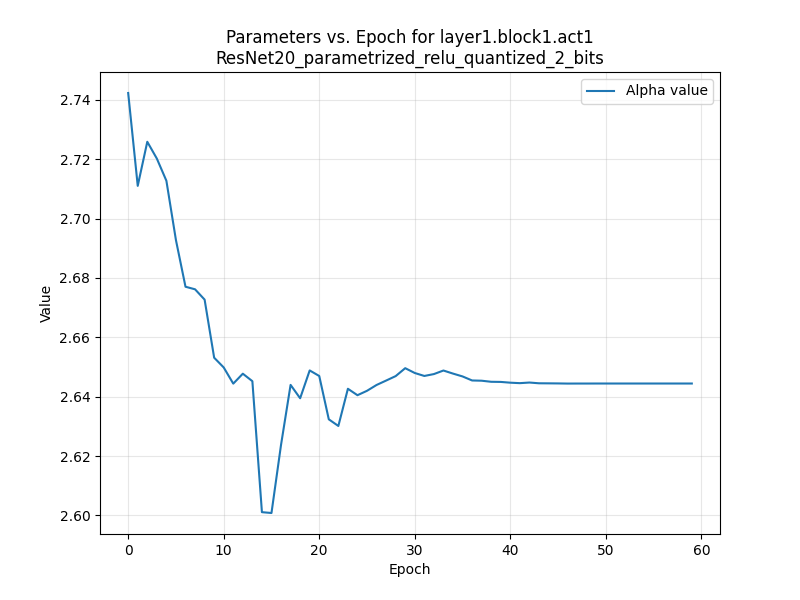 Parameters vs. Epoch for layer1.block1.act1
ResNet20_parametrized_relu_quantized_2_bits
Alpha value
2.74
2.72
2.70
2.68
2.66
2.64
2.62
2.60
Value
0 10 20 30 40 50 60
Epoch